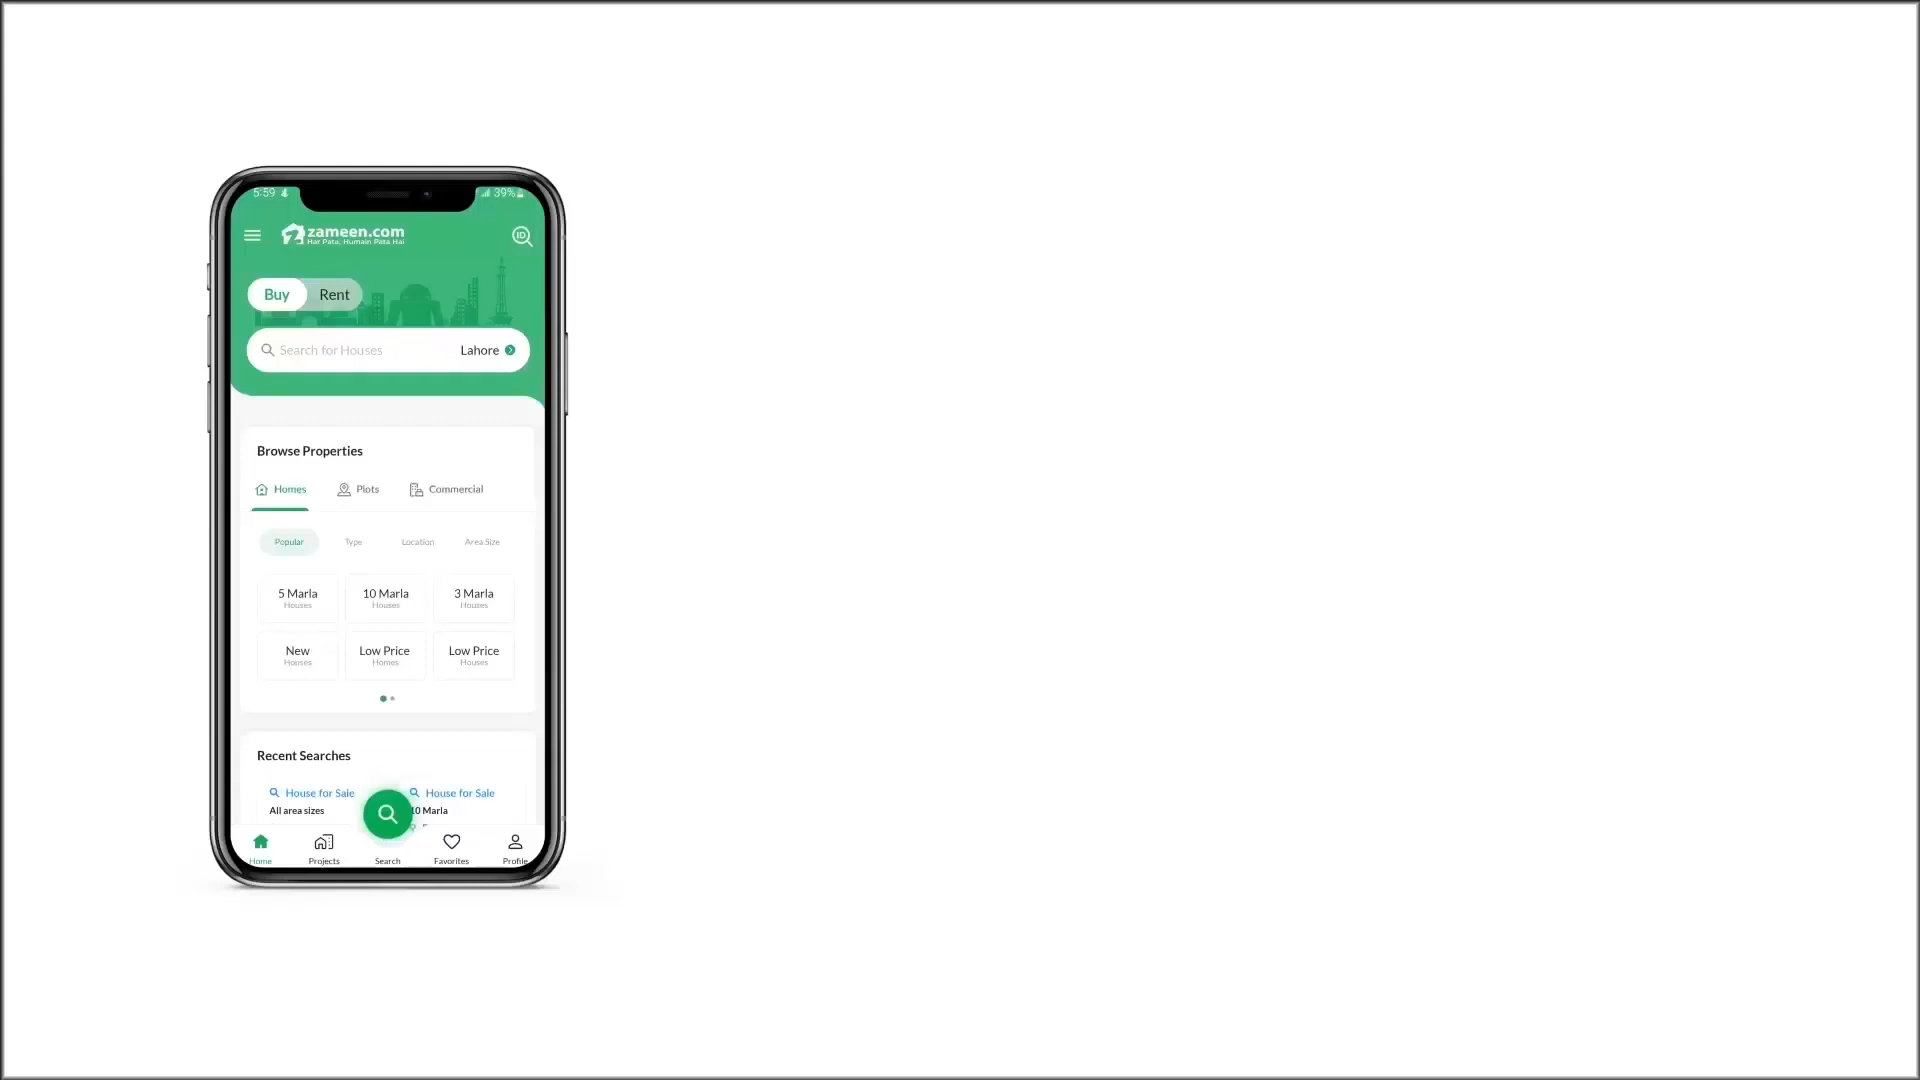 5:59
39%
zameen.com
Har Pata, Humain Pata Hai
ID
Buy Rent
Search for Houses Lahore
Browse Properties
Homes Plots Commercial
Popular Type Location Area Size
5 Marla 10 Marla 3 Marla
Houses Houses Houses
New Low Price Low Price
Houses Homes Houses
Recent Searches
House for Sale House for Sale
All area sizes 10 Marla
Home Projects Search Favorites Profile